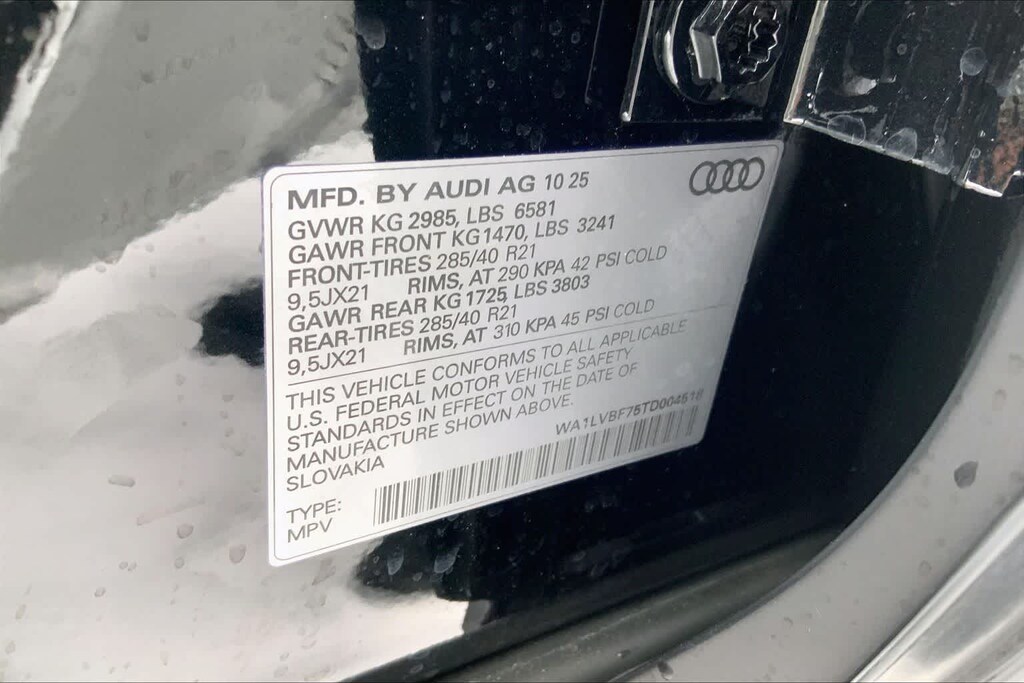 MFD. BY AUDI AG 10 25
GVWR KG 2985, LBS 6581
GAWR FRONT KG1470, LBS 3241
FRONT-TIRES 285/40 R21
9,5JX21 RIMS, AT 290 KPA 42 PSI COLD
GAWR REAR KG 1725, LBS 3803
REAR-TIRES 285/40 R21
9,5JX21 RIMS, AT 310 KPA 45 PSI COLD
THIS VEHICLE CONFORMS TO ALL APPLICABLE
U.S. FEDERAL MOTOR VEHICLE SAFETY
STANDARDS IN EFFECT ON THE DATE OF
MANUFACTURE SHOWN ABOVE.
SLOVAKIA
WA1LVBF75TD004518
TYPE:
MPV